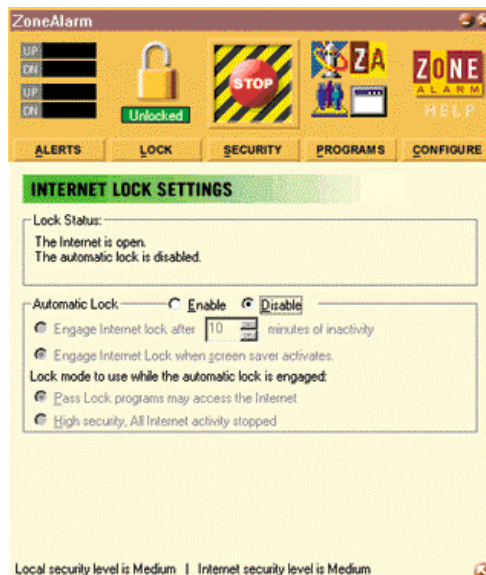 ZoneAlarm
UP
DN
UP
DN
Unlocked
STOP
ZA
ZONE
ALARM
HELP
ALERTS
LOCK
SECURITY
PROGRAMS
CONFIGURE
INTERNET LOCK SETTINGS
Lock Status:
The Internet is open.
The automatic lock is disabled.
Automatic Lock Enable Disable
Engage Internet lock after 10 minutes of inactivity
Engage Internet Lock when screen saver activates.
Lock mode to use while the automatic lock is engaged:
Pass Lock programs may access the Internet
High security, All Internet activity stopped
Local security level is Medium | Internet security level is Medium